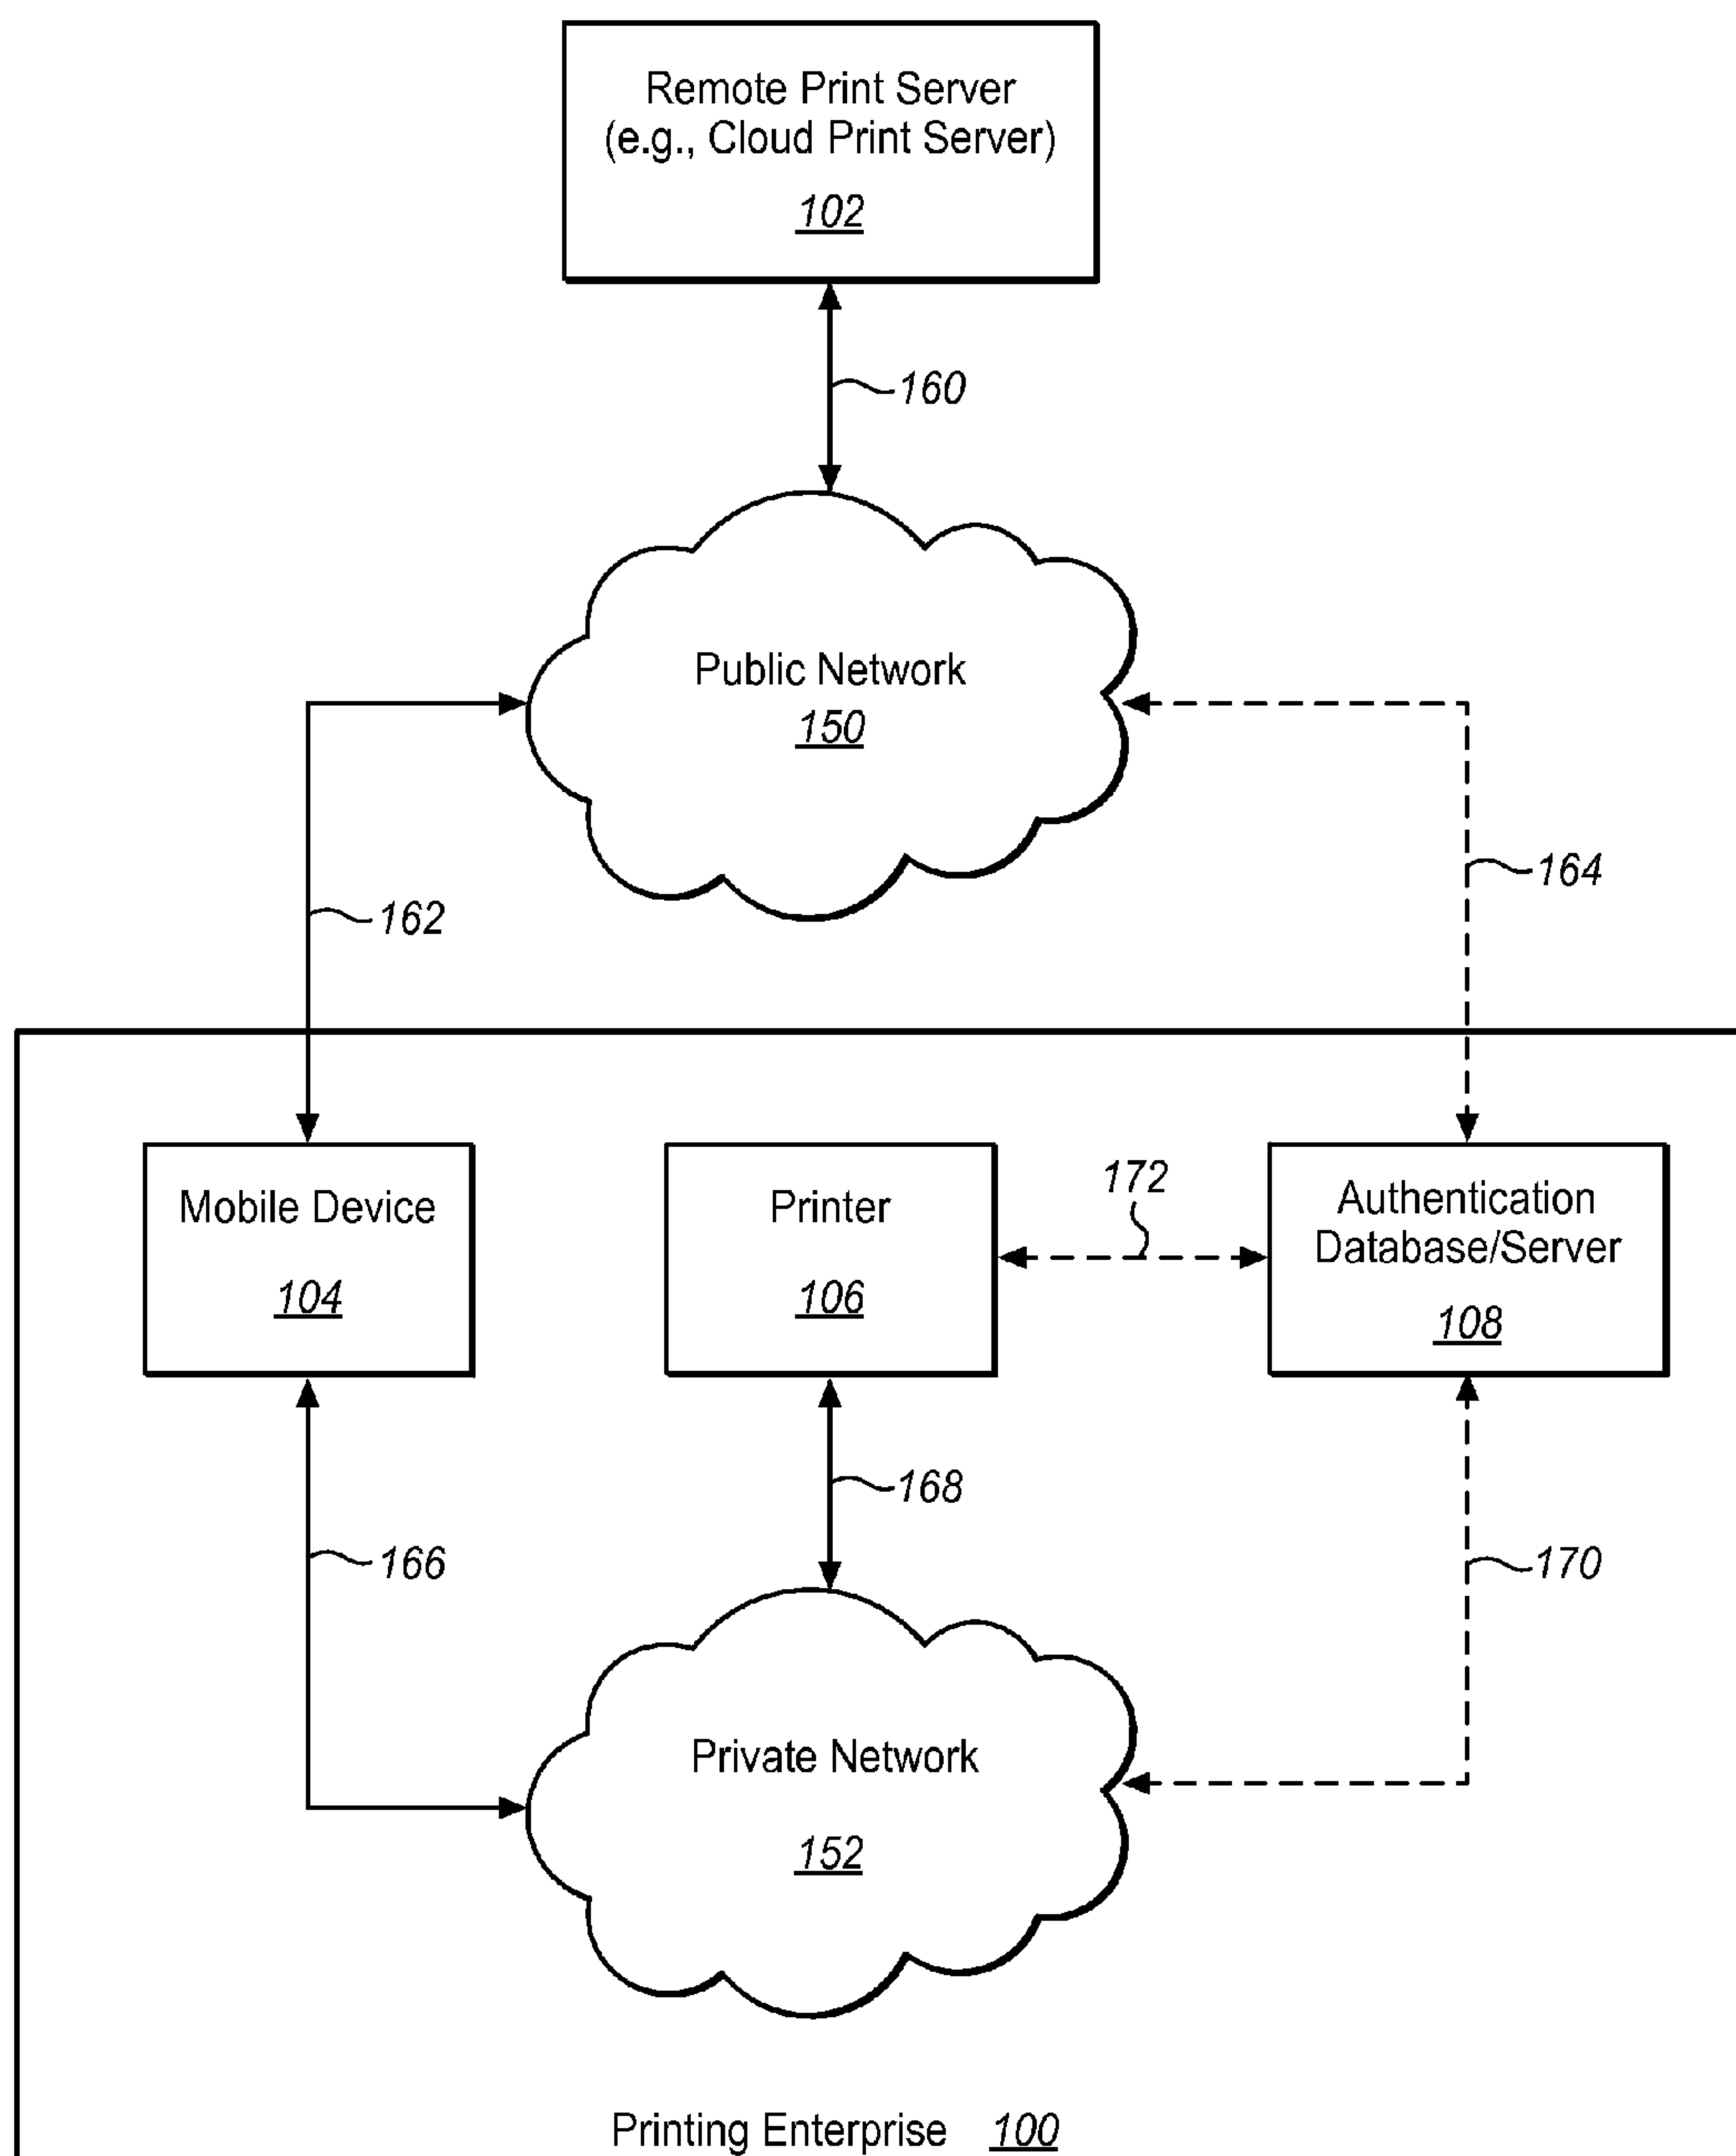 Remote Print Server
(e.g., Cloud Print Server)
102
160
Public Network
150
162
164
Mobile Device
104
Printer
106
172
Authentication
Database/Server
108
168
166
170
Private Network
152
Printing Enterprise 100